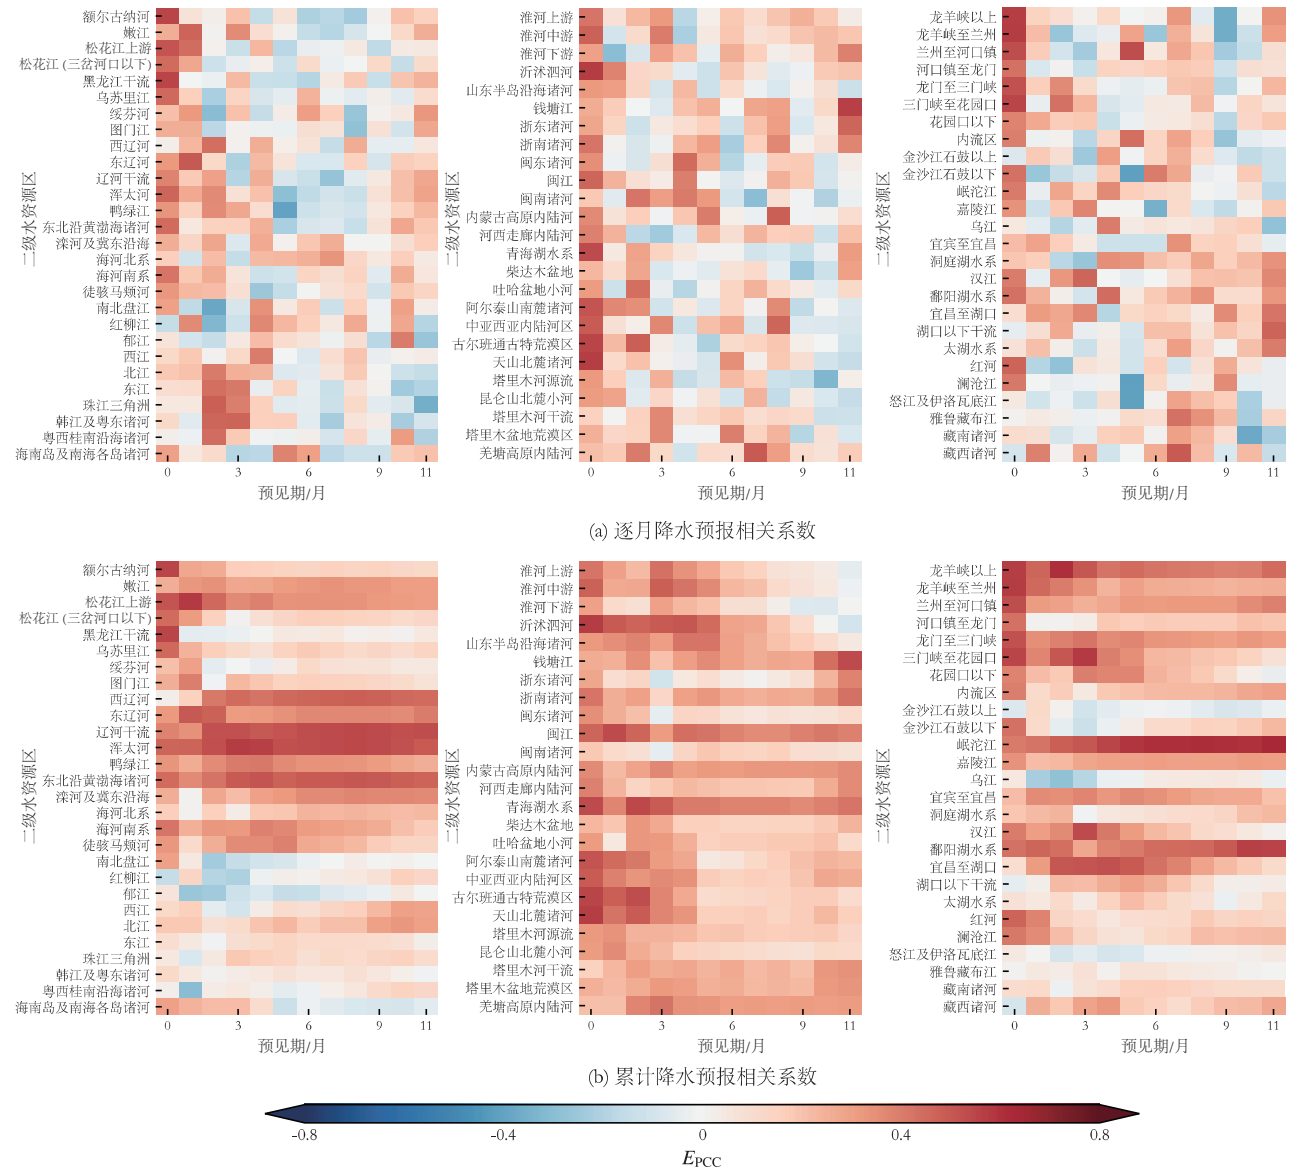 二级水资源区
额尔古纳河
嫩江
松花江上游
松花江 (三岔河口以下)
黑龙江干流
乌苏里江
绥芬河
图门江
西辽河
东辽河
辽河干流
浑太河
鸭绿江
东北沿黄渤海诸河
滦河及冀东沿海
海河北系
海河南系
徒骇马颊河
南北盘江
红柳江
郁江
西江
北江
东江
珠江三角洲
韩江及粤东诸河
粤西桂南沿海诸河
海南岛及南海各岛诸河
0 3 6 9 11
预见期/月
二级水资源区
淮河上游
淮河中游
淮河下游
沂沭泗河
山东半岛沿海诸河
钱塘江
浙东诸河
浙南诸河
闽东诸河
闽江
闽南诸河
内蒙古高原内陆河
河西走廊内陆河
青海湖水系
柴达木盆地
吐哈盆地小河
阿尔泰山南麓诸河
中亚西亚内陆河区
古尔班通古特荒漠区
天山北麓诸河
塔里木河源流
昆仑山北麓小河
塔里木河干流
塔里木盆地荒漠区
羌塘高原内陆河
0 3 6 9 11
预见期/月
二级水资源区
龙羊峡以上
龙羊峡至兰州
兰州至河口镇
河口镇至龙门
龙门至三门峡
三门峡至花园口
花园口以下
内流区
金沙江石鼓以上
金沙江石鼓以下
岷沱江
嘉陵江
乌江
宜宾至宜昌
洞庭湖水系
汉江
鄱阳湖水系
宜昌至湖口
湖口以下干流
太湖水系
红河
澜沧江
怒江及伊洛瓦底江
雅鲁藏布江
藏南诸河
藏西诸河
0 3 6 9 11
预见期/月
(a) 逐月降水预报相关系数
二级水资源区
额尔古纳河
嫩江
松花江上游
松花江 (三岔河口以下)
黑龙江干流
乌苏里江
绥芬河
图门江
西辽河
东辽河
辽河干流
浑太河
鸭绿江
东北沿黄渤海诸河
滦河及冀东沿海
海河北系
海河南系
徒骇马颊河
南北盘江
红柳江
郁江
西江
北江
东江
珠江三角洲
韩江及粤东诸河
粤西桂南沿海诸河
海南岛及南海各岛诸河
0 3 6 9 11
预见期/月
二级水资源区
淮河上游
淮河中游
淮河下游
沂沭泗河
山东半岛沿海诸河
钱塘江
浙东诸河
浙南诸河
闽东诸河
闽江
闽南诸河
内蒙古高原内陆河
河西走廊内陆河
青海湖水系
柴达木盆地
吐哈盆地小河
阿尔泰山南麓诸河
中亚西亚内陆河区
古尔班通古特荒漠区
天山北麓诸河
塔里木河源流
昆仑山北麓小河
塔里木河干流
塔里木盆地荒漠区
羌塘高原内陆河
0 3 6 9 11
预见期/月
二级水资源区
龙羊峡以上
龙羊峡至兰州
兰州至河口镇
河口镇至龙门
龙门至三门峡
三门峡至花园口
花园口以下
内流区
金沙江石鼓以上
金沙江石鼓以下
岷沱江
嘉陵江
乌江
宜宾至宜昌
洞庭湖水系
汉江
鄱阳湖水系
宜昌至湖口
湖口以下干流
太湖水系
红河
澜沧江
怒江及伊洛瓦底江
雅鲁藏布江
藏南诸河
藏西诸河
0 3 6 9 11
预见期/月
(b) 累计降水预报相关系数
-0.8 -0.4 0 0.4 0.8
E_PCC